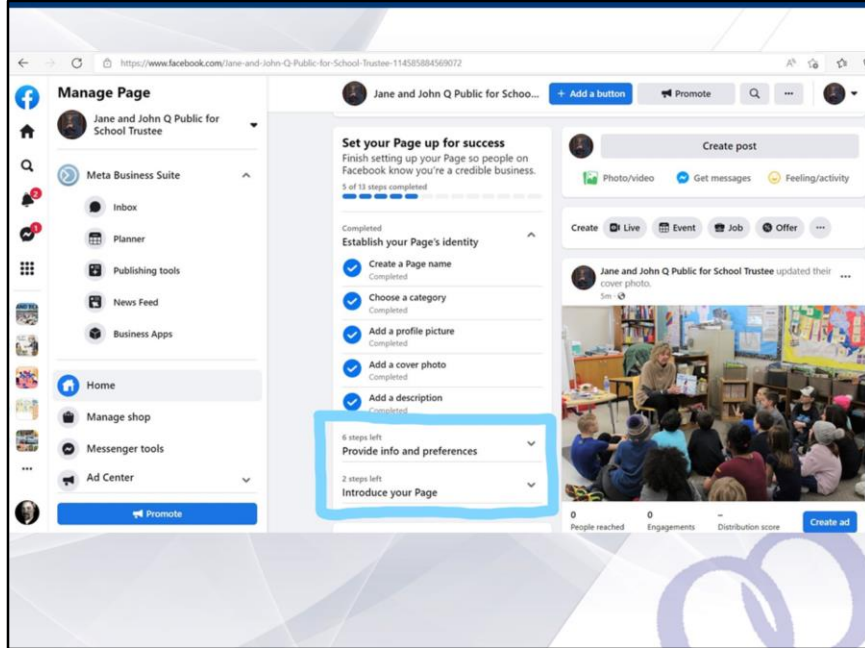 https://www.facebook.com/Jane-and-John-Q-Public-for-School-Trustee-114585884569072
Manage Page
Jane and John Q Public for
School Trustee
Meta Business Suite
Inbox
Planner
Publishing tools
News Feed
Business Apps
Home
Manage shop
Messenger tools
Ad Center
Promote
2
1
Jane and John Q Public for Schoo...
+ Add a button
Promote
Set your Page up for success
Finish setting up your Page so people on
Facebook know you're a credible business.
5 of 13 steps completed
Completed
Establish your Page's identity
Create a Page name
Completed
Choose a category
Completed
Add a profile picture
Completed
Add a cover photo
Completed
Add a description
Completed
6 steps left
Provide info and preferences
2 steps left
Introduce your Page
Create post
Photo/video
Get messages
Feeling/activity
Create
Live
Event
Job
Offer
Jane and John Q Public for School Trustee updated their
cover photo.
5m
0
People reached
0
Engagements
–
Distribution score
Create ad